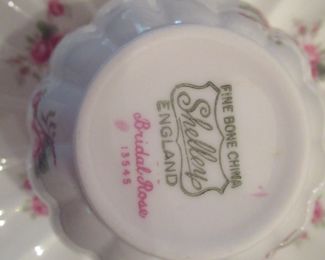 FINE BONE CHINA
Shelley
ENGLAND
Bridal-Rose
13545